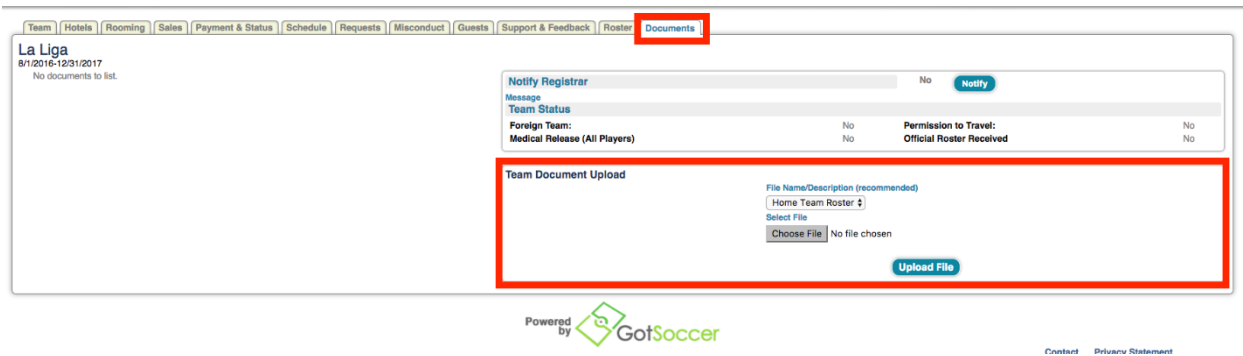 Team Hotels Rooming Sales Payment & Status Schedule Requests Misconduct Guests Support & Feedback Roster Documents
La Liga
8/1/2016-12/31/2017
No documents to list.
Notify Registrar No Notify
Message
Team Status
Foreign Team: No Permission to Travel: No
Medical Release (All Players) No Official Roster Received No
Team Document Upload
File Name/Description (recommended)
Home Team Roster
Select File
Choose File No file chosen
Upload File
Powered
by GotSoccer
Contact Privacy Statement